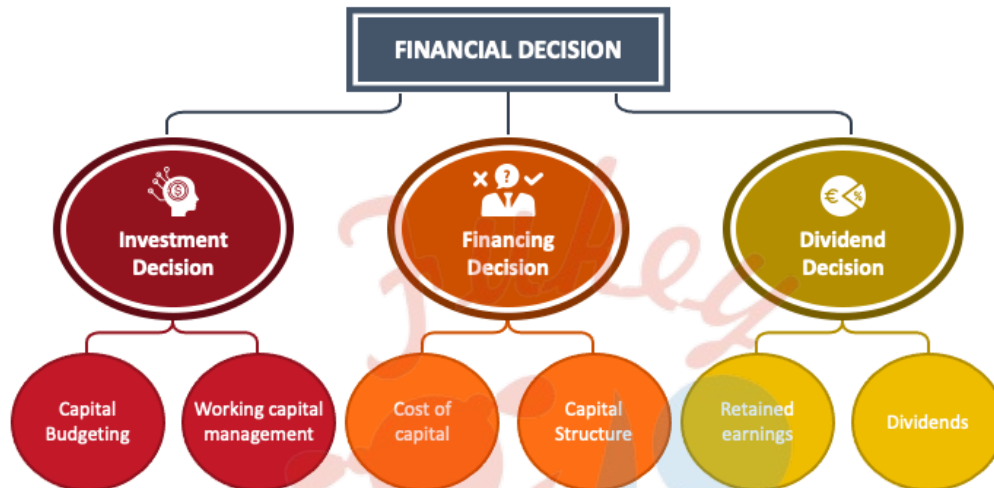 FINANCIAL DECISION
Investment
Decision
?
Financing
Decision
€ %
Dividend
Decision
$
Capital
Budgeting
Working capital
management
Cost of
capital
Capital
Structure
Retained
earnings
Dividends